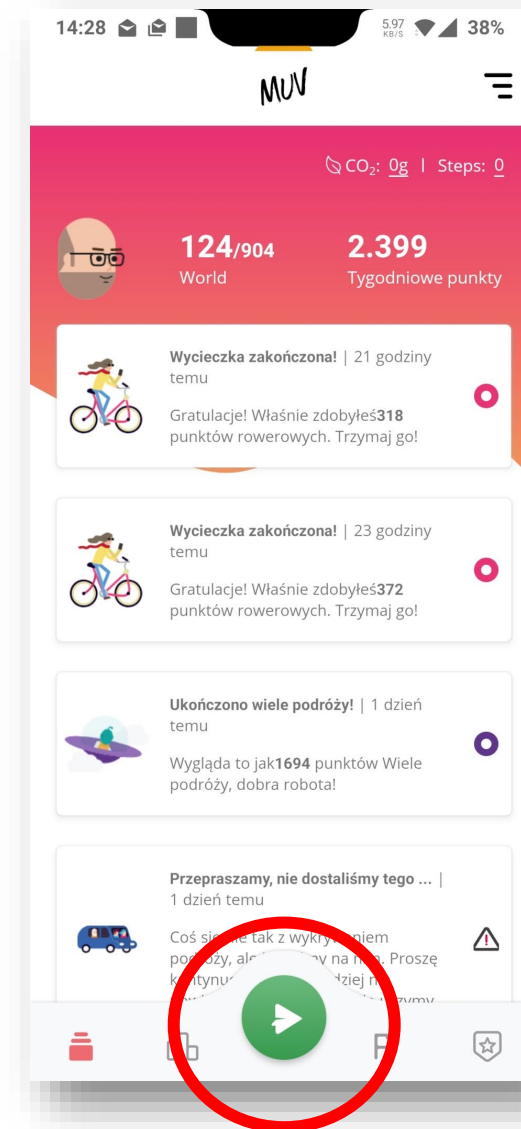 14:28
5.97
KB/S
38%
MUV
CO₂: 0g | Steps: 0
124/904
World
2.399
Tygodniowe punkty
Wycieczka zakończona! | 21 godziny
temu
Gratulacje! Właśnie zdobyłeś318
punktów rowerowych. Trzymaj go!
Wycieczka zakończona! | 23 godziny
temu
Gratulacje! Właśnie zdobyłeś372
punktów rowerowych. Trzymaj go!
Ukończono wiele podróży! | 1 dzień
temu
Wygląda to jak1694 punktów Wiele
podróży, dobra robota!
Przepraszamy, nie dostaliśmy tego ... |
1 dzień temu
Coś tak z
ale Proszę